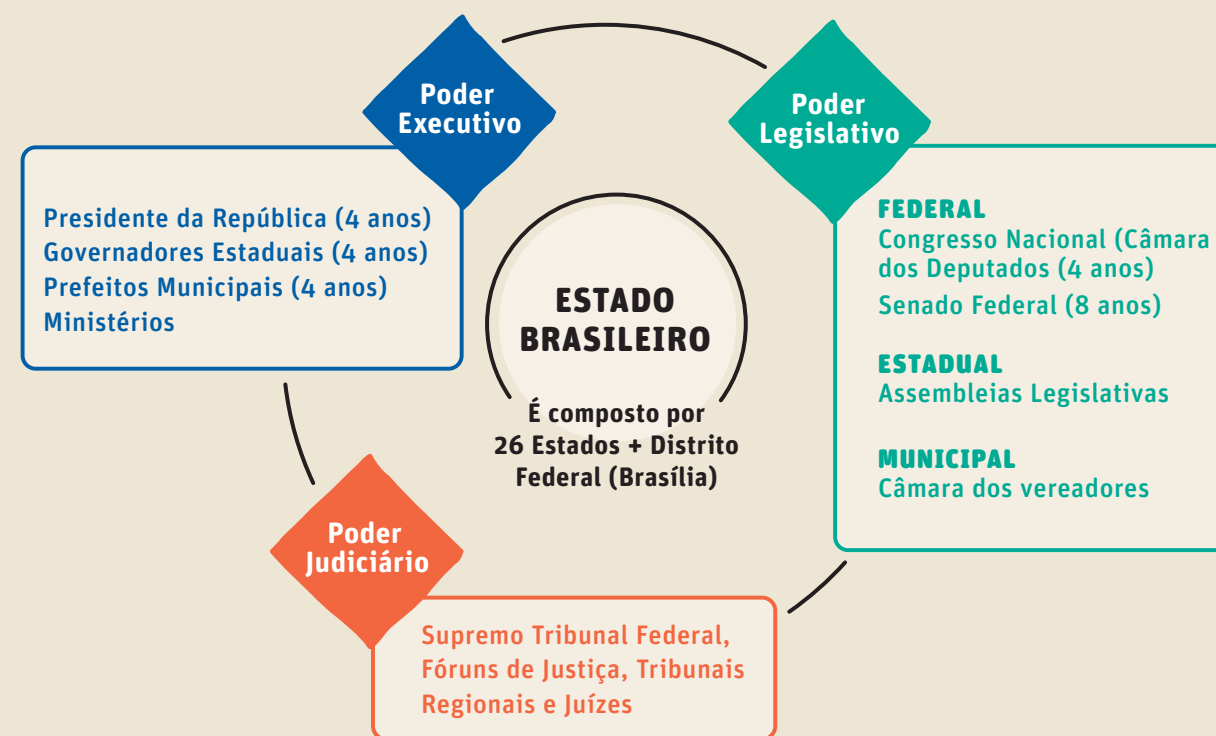 Poder
Executivo
Presidente da República (4 anos)
Governadores Estaduais (4 anos)
Prefeitos Municipais (4 anos)
Ministérios
Poder
Legislativo
FEDERAL
Congresso Nacional (Câmara
dos Deputados (4 anos)
Senado Federal (8 anos)
ESTADUAL
Assembleias Legislativas
MUNICIPAL
Câmara dos vereadores
ESTADO
BRASILEIRO
É composto por
26 Estados + Distrito
Federal (Brasília)
Poder
Judiciário
Supremo Tribunal Federal,
Fóruns de Justiça, Tribunais
Regionais e Juízes